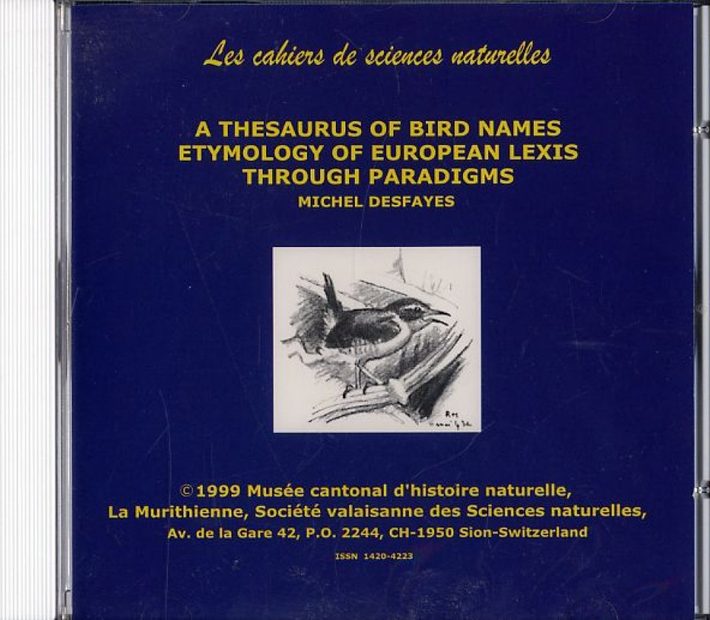 Les cahiers de sciences naturelles
A THESAURUS OF BIRD NAMES
ETYMOLOGY OF EUROPEAN LEXIS
THROUGH PARADIGMS
MICHEL DESFAYES
©1999 Musée cantonal d'histoire naturelle,
La Murithienne, Société valaisanne des Sciences naturelles,
Av. de la Gare 42, P.O. 2244, CH-1950 Sion-Switzerland
ISSN 1420-4223